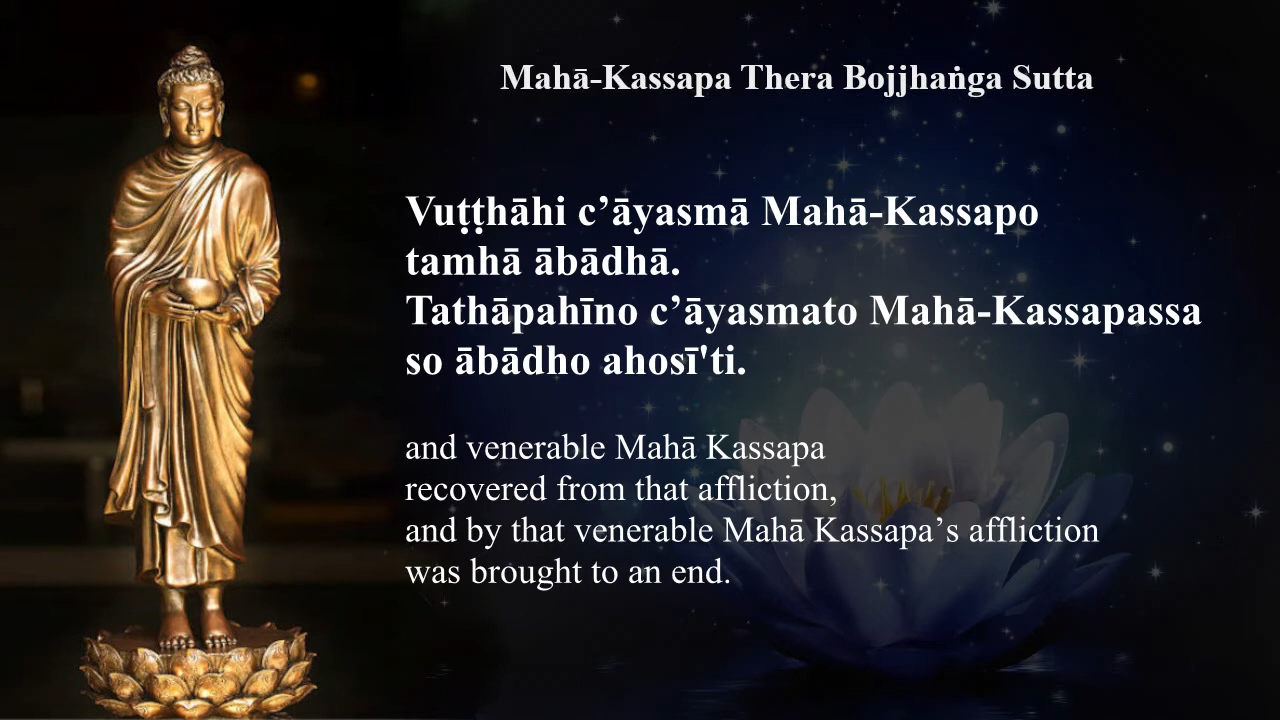 Mahā-Kassapa Thera Bojjhaṅga Sutta
Vuṭṭhāhi c’āyasmā Mahā-Kassapo
tamhā ābādhā.
Tathāpahīno c’āyasmato Mahā-Kassapassa
so ābādho ahosī'ti.
and venerable Mahā Kassapa
recovered from that affliction,
and by that venerable Mahā Kassapa’s affliction
was brought to an end.